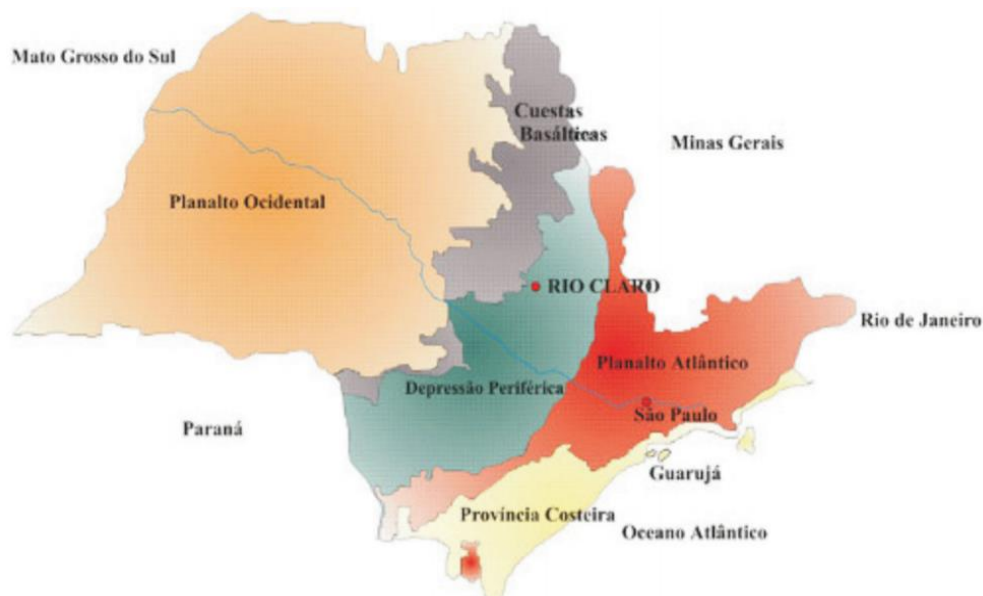 Mato Grosso do Sul
Cuestas
Basálticas
Minas Gerais
Planalto Ocidental
RIO CLARO
Rio de Janeiro
Planalto Atlântico
Depressão Periférica
São Paulo
Paraná
Guarujá
Província Costeira
Oceano Atlântico